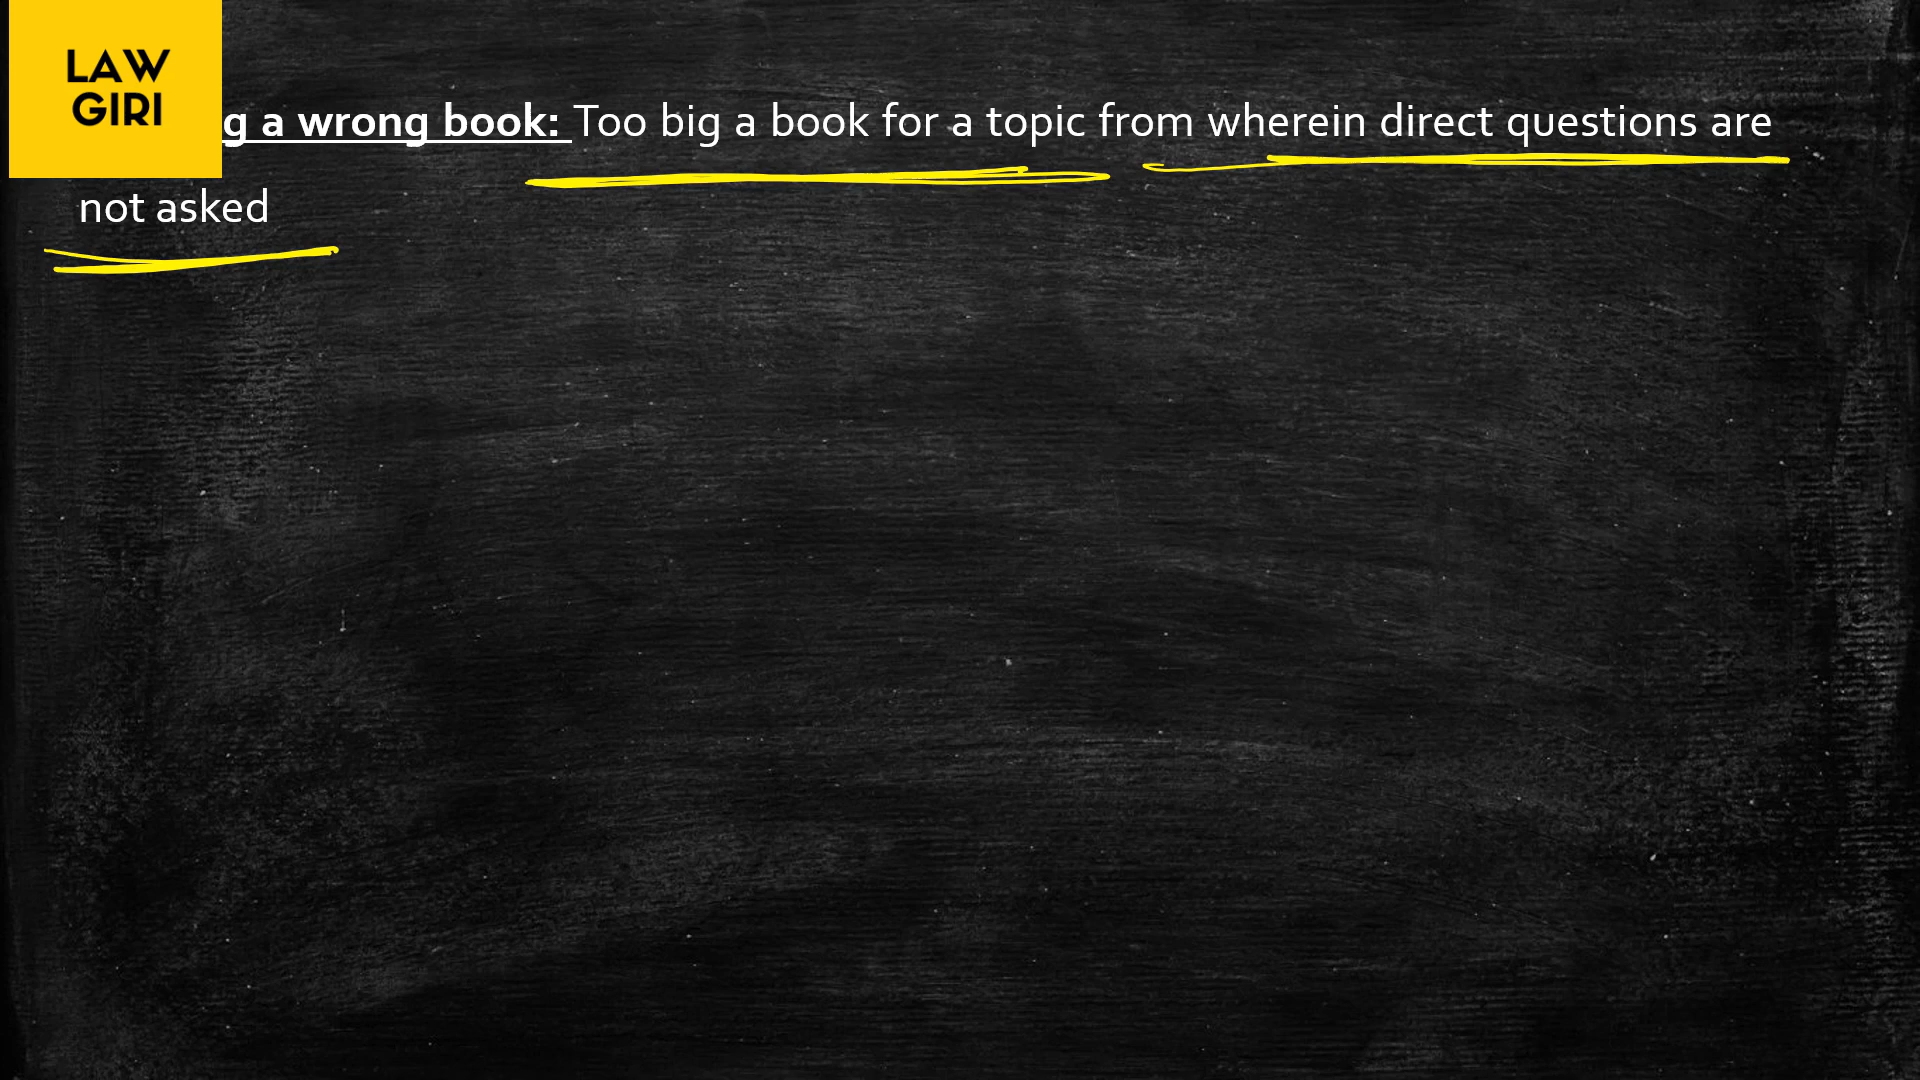 LAW
GIRI
g a wrong book: Too big a book for a topic from wherein direct questions are
not asked